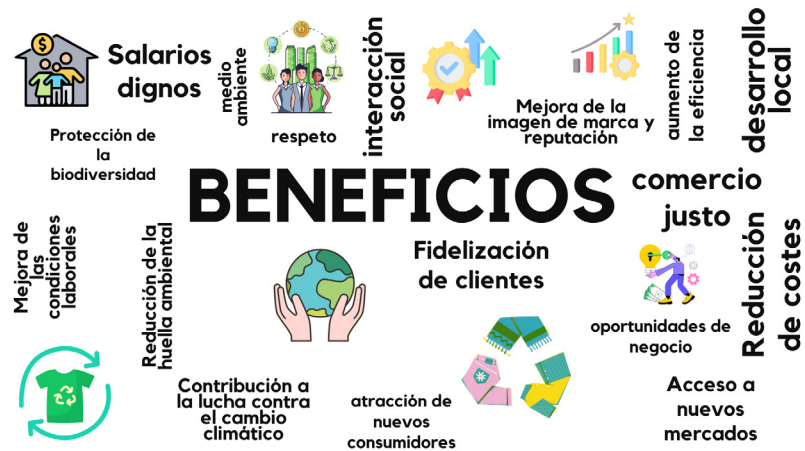 Salarios
dignos
medio
ambiente
respeto
interacción
social
Mejora de la
imagen de marca y
reputación
aumento de
la eficiencia
desarrollo
local
Protección de
la
biodiversidad
BENEFICIOS
comercio
justo
Mejora de
las
condiciones
laborales
Reducción de la
huella ambiental
Fidelización
de clientes
oportunidades de
negocio
Reducción
de costes
Contribución a
la lucha contra
el cambio
climático
atracción de
nuevos
consumidores
Acceso a
nuevos
mercados